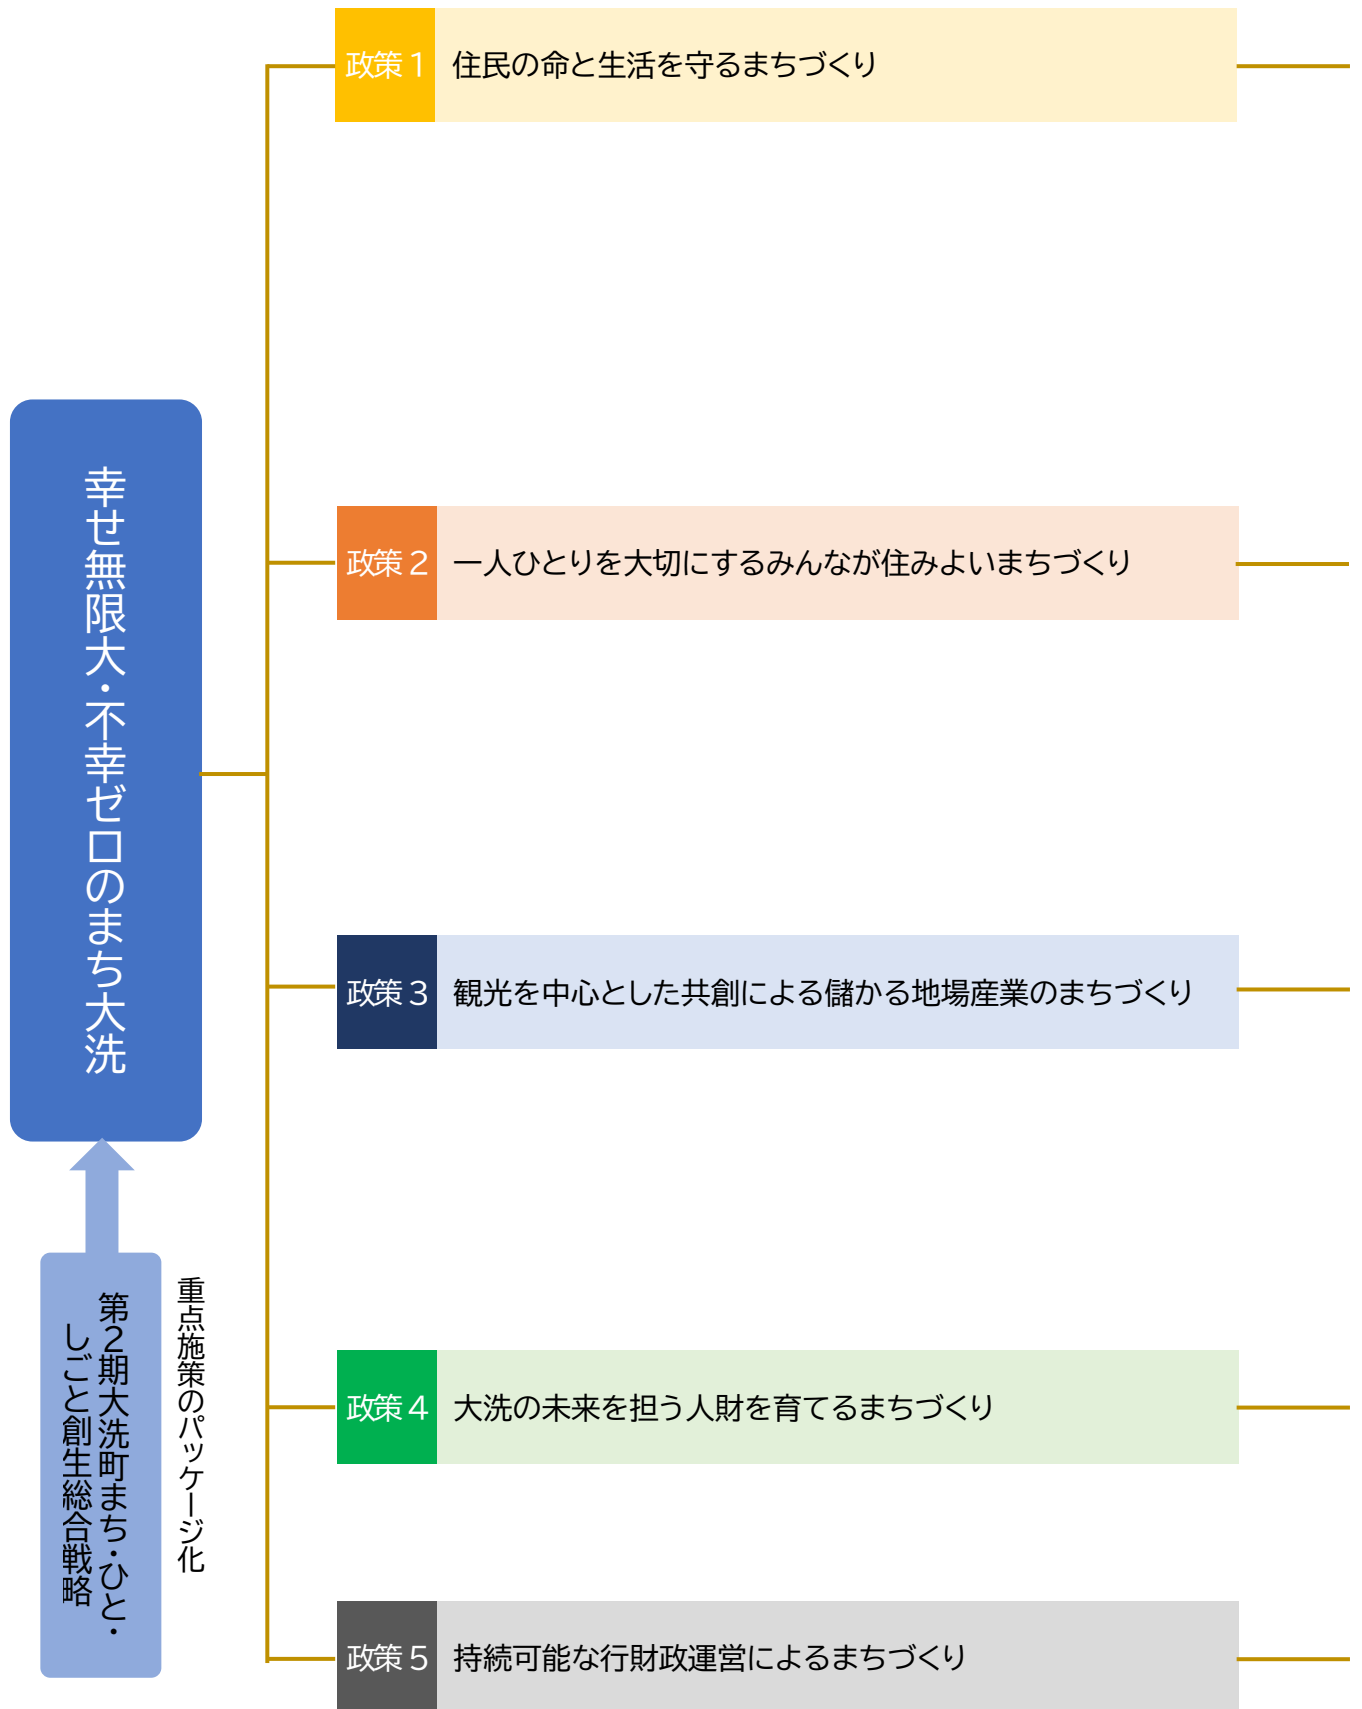 幸せ無限大・不幸ゼロのまち大洗
第２期大洗町まち・ひと・
しごと創生総合戦略
重点施策のパッケージ化
政策１ 住民の命と生活を守るまちづくり
政策２ 一人ひとりを大切にするみんなが住みよいまちづくり
政策３ 観光を中心とした共創による儲かる地場産業のまちづくり
政策４ 大洗の未来を担う人財を育てるまちづくり
政策５ 持続可能な行財政運営によるまちづくり